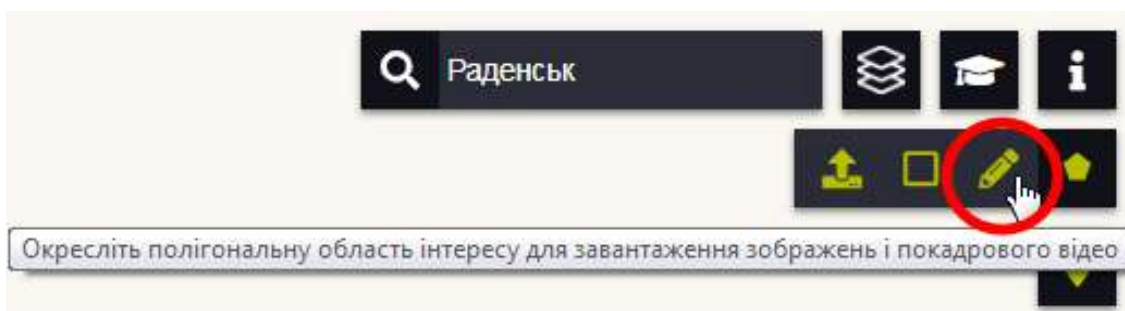 Раденськ
Окресліть полігональну область інтересу для завантаження зображень і покадрового відео